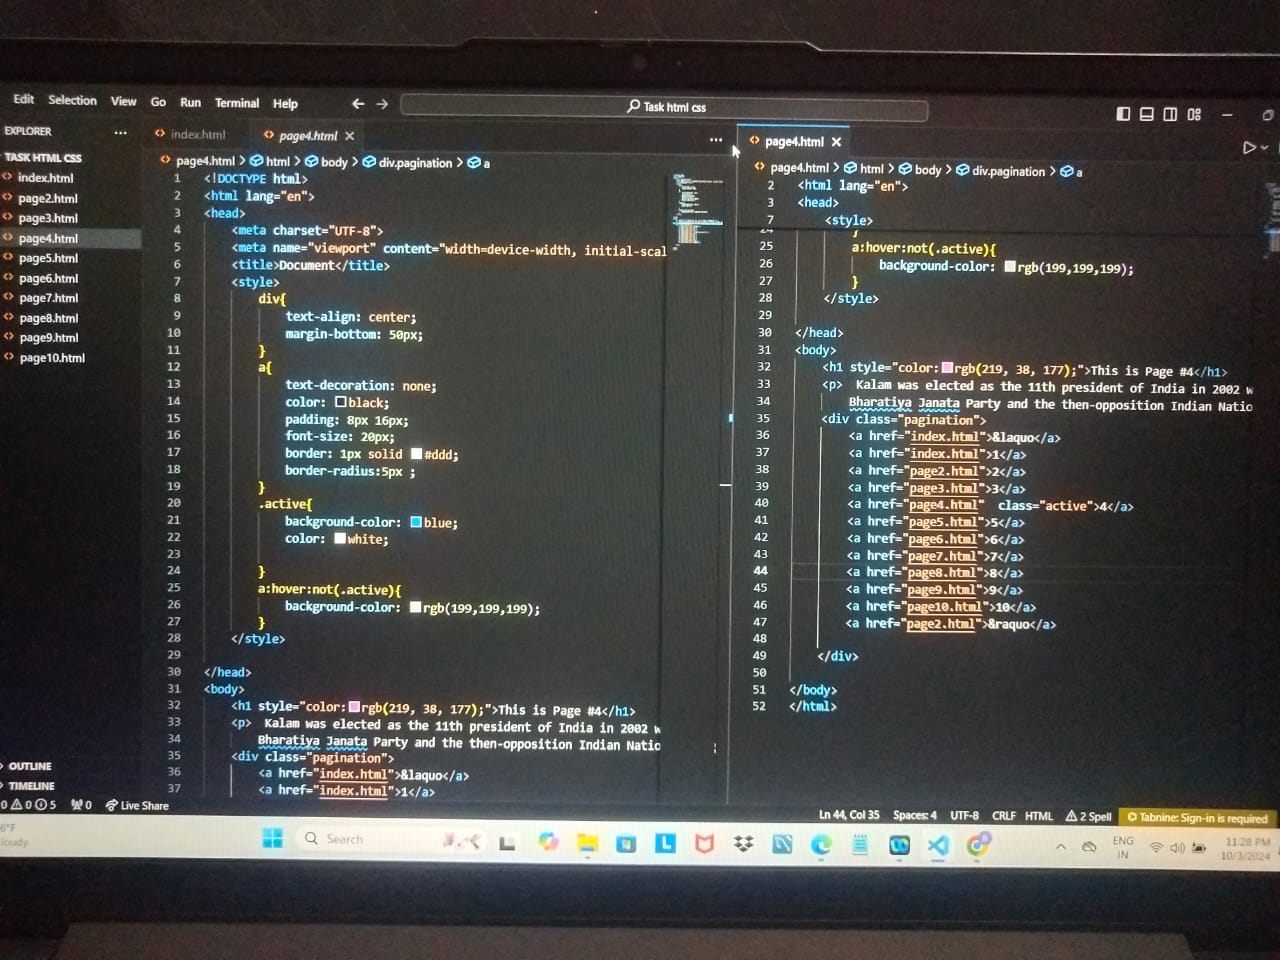 Edit Selection View Go Run Terminal Help
Task html css
EXPLORER
TASK HTML CSS
index.html
page2.html
page3.html
page4.html
page5.html
page6.html
page7.html
page8.html
page9.html
page10.html
OUTLINE
TIMELINE
index.html page4.html
page4.html > html > body > div.pagination > a
1 <!DOCTYPE html>
2 <html lang="en">
3 <head>
4 <meta charset="UTF-8">
5 <meta name="viewport" content="width=device-width, initial-scal
6 <title>Document</title>
7 <style>
8 div{
9 text-align: center;
10 margin-bottom: 50px;
11 }
12 a{
13 text-decoration: none;
14 color: black;
15 padding: 8px 16px;
16 font-size: 20px;
17 border: 1px solid #ddd;
18 border-radius:5px ;
19 }
20 .active{
21 background-color: blue;
22 color: white;
23
24 }
25 a:hover:not(.active){
26 background-color: rgb(199,199,199);
27 }
28 </style>
29
30 </head>
31 <body>
32 <h1 style="color: rgb(219, 38, 177);">This is Page #4</h1>
33 <p> Kalam was elected as the 11th president of India in 2002 w
34 Bharatiya Janata Party and the then-opposition Indian Natio
35 <div class="pagination">
36 <a href="index.html">&laquo</a>
37 <a href="index.html">1</a>
page4.html
page4.html > html > body > div.pagination > a
2 <html lang="en">
3 <head>
7 <style>
24 }
25 a:hover:not(.active){
26 background-color: rgb(199,199,199);
27 }
28 </style>
29
30 </head>
31 <body>
32 <h1 style="color: rgb(219, 38, 177);">This is Page #4</h1>
33 <p> Kalam was elected as the 11th president of India in 2002 w
34 Bharatiya Janata Party and the then-opposition Indian Natio
35 <div class="pagination">
36 <a href="index.html">&laquo</a>
37 <a href="index.html">1</a>
38 <a href="page2.html">2</a>
39 <a href="page3.html">3</a>
40 <a href="page4.html" class="active">4</a>
41 <a href="page5.html">5</a>
42 <a href="page6.html">6</a>
43 <a href="page7.html">7</a>
44 <a href="page8.html">8</a>
45 <a href="page9.html">9</a>
46 <a href="page10.html">10</a>
47 <a href="page2.html">&raquo</a>
48
49 </div>
50
51 </body>
52 </html>
0 0 5 0 Live Share Ln 44, Col 35 Spaces: 4 UTF-8 CRLF HTML 2 Spell Tabnine: Sign-in is required
6°F
loudy
Search
ENG
IN
11:28 PM
10/3/2024